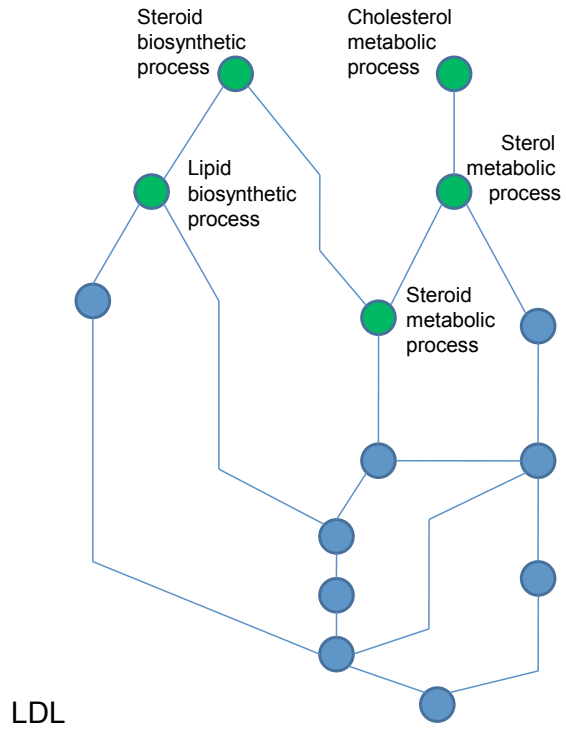 Steroid
biosynthetic
process
Cholesterol
metabolic
process
Sterol
metabolic
process
Lipid
biosynthetic
process
Steroid
metabolic
process
LDL